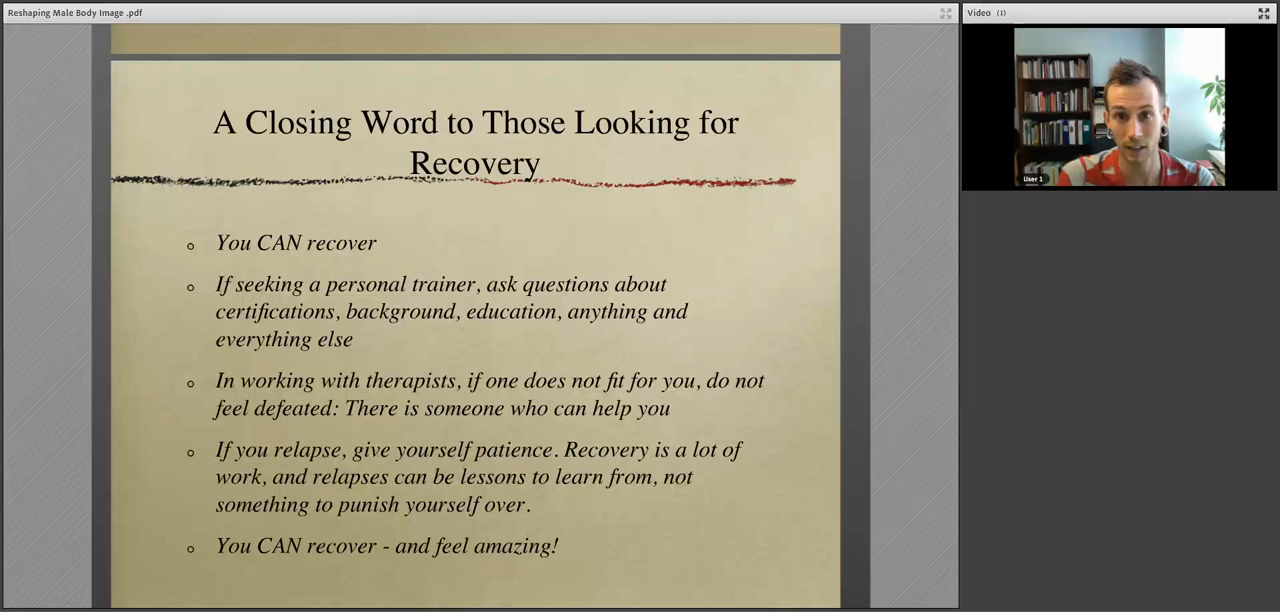 Reshaping Male Body Image .pdf
Video (1)
A Closing Word to Those Looking for
Recovery
You CAN recover
If seeking a personal trainer, ask questions about
certifications, background, education, anything and
everything else
In working with therapists, if one does not fit for you, do not
feel defeated: There is someone who can help you
If you relapse, give yourself patience. Recovery is a lot of
work, and relapses can be lessons to learn from, not
something to punish yourself over.
You CAN recover - and feel amazing!
User 1